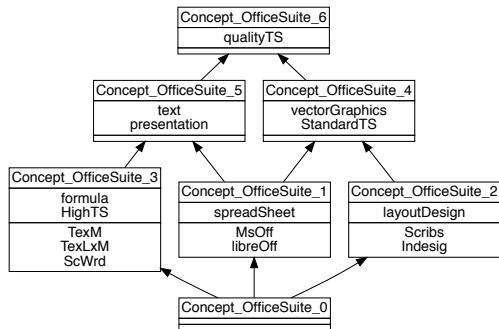 Concept_OfficeSuite_6
qualityTS
Concept_OfficeSuite_5
text
presentation
Concept_OfficeSuite_4
vectorGraphics
StandardTS
Concept_OfficeSuite_3
formula
HighTS
TexM
TexLxM
ScWrd
Concept_OfficeSuite_1
spreadSheet
MsOff
libreOff
Concept_OfficeSuite_2
layoutDesign
Scribs
Indesig
Concept_OfficeSuite_0